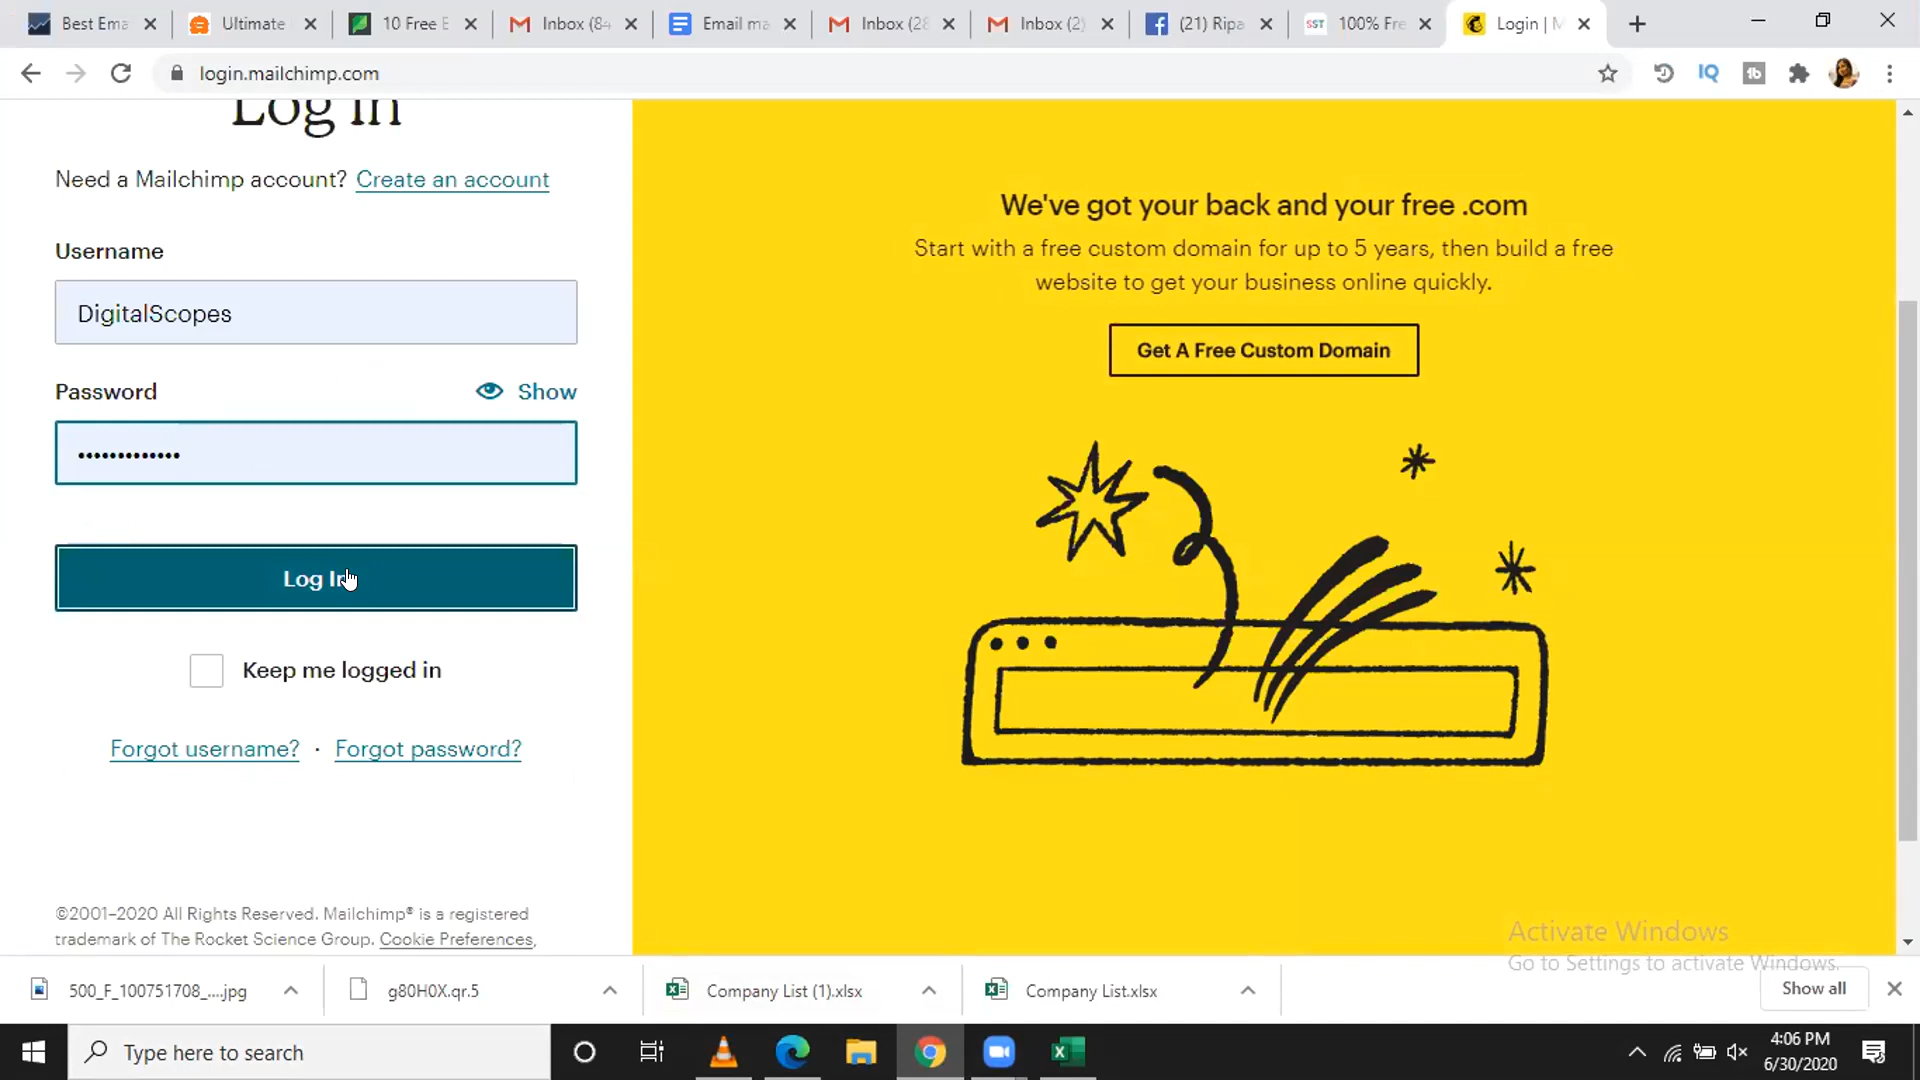 Best Ema
Ultimate
10 Free E
Inbox (84
Email ma
Inbox (28
Inbox (2)
(21) Ripa
SST 100% Fre
Login | M
login.mailchimp.com
IQ
tb
Log In
Need a Mailchimp account? Create an account
Username
DigitalScopes
Password
Show
Log In
Keep me logged in
Forgot username? · Forgot password?
©2001–2020 All Rights Reserved. Mailchimp® is a registered
trademark of The Rocket Science Group. Cookie Preferences,
We've got your back and your free .com
Start with a free custom domain for up to 5 years, then build a free
website to get your business online quickly.
Get A Free Custom Domain
Activate Windows
Go to Settings to activate Windows.
500_F_100751708_....jpg
g80H0X.qr.5
Company List (1).xlsx
Company List.xlsx
Show all
Type here to search
4:06 PM
6/30/2020